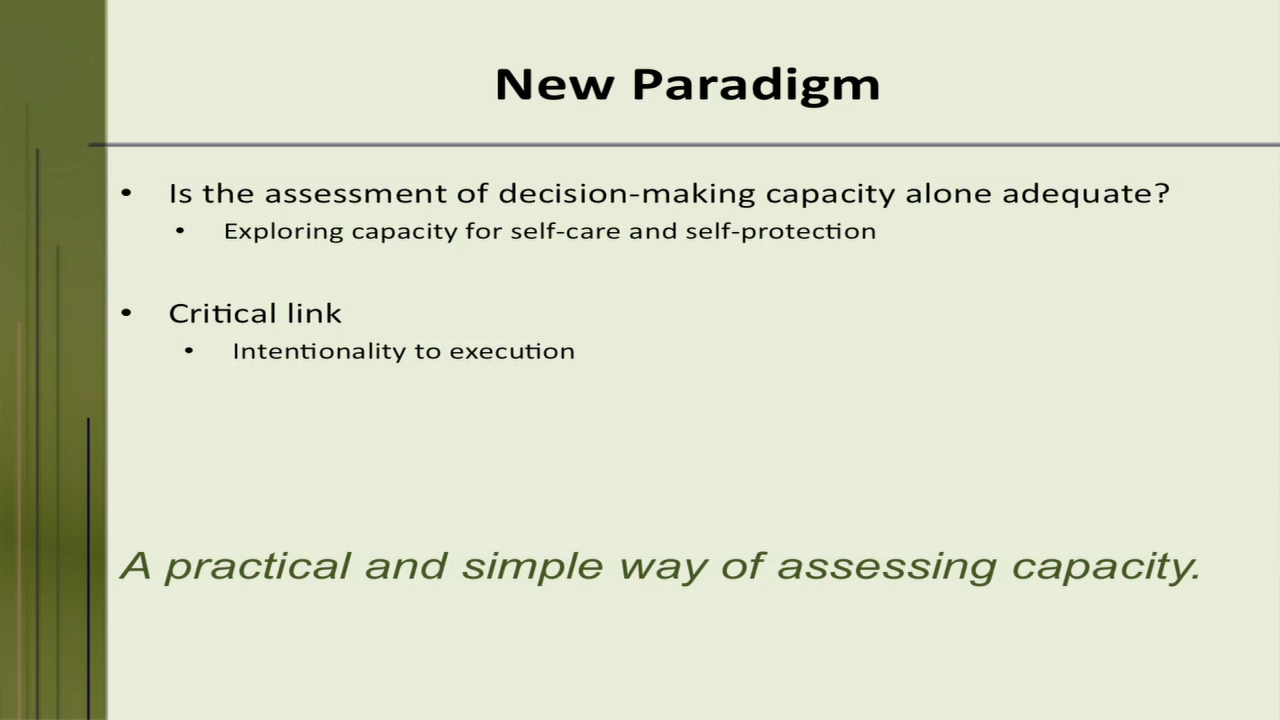 New Paradigm
• Is the assessment of decision-making capacity alone adequate?
• Exploring capacity for self-care and self-protection
• Critical link
• Intentionality to execution
A practical and simple way of assessing capacity.